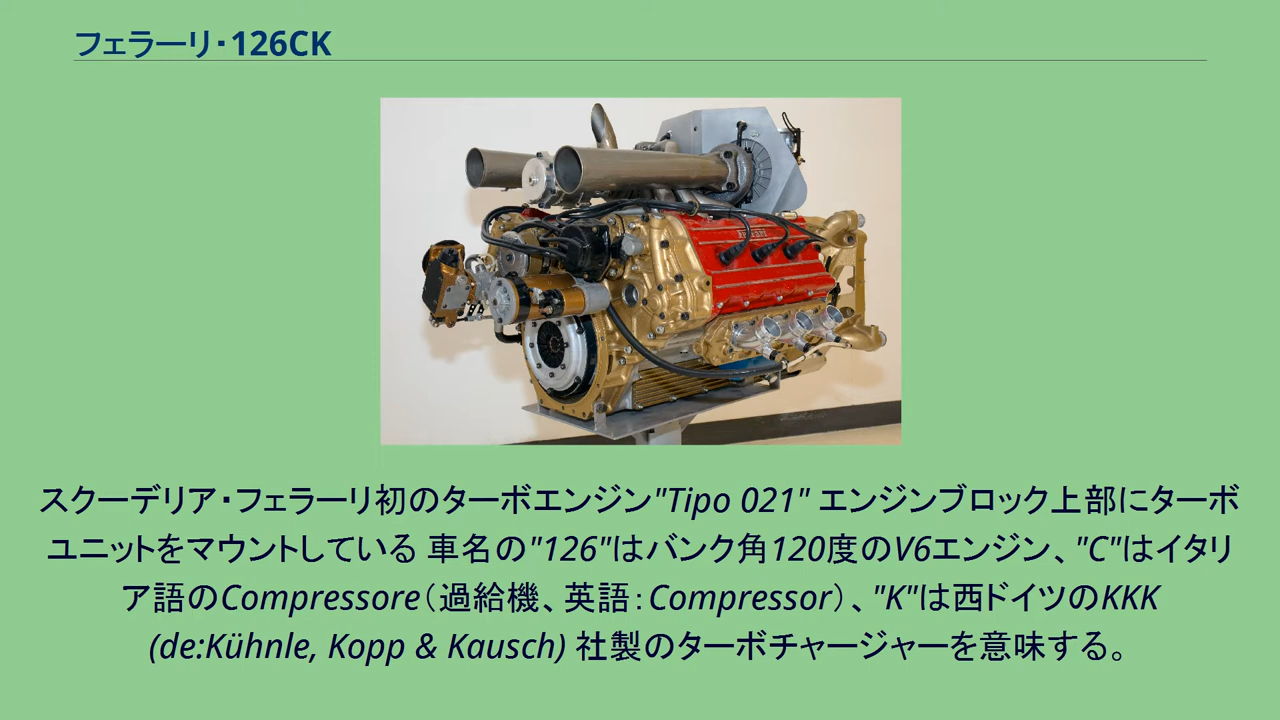 フェラーリ・126CK
スクーデリア・フェラーリ初のターボエンジン"Tipo 021" エンジンブロック上部にターボ
ユニットをマウントしている 車名の"126"はバンク角120度のV6エンジン、"C"はイタリ
ア語のCompressore（過給機、英語：Compressor）、"K"は西ドイツのKKK
(de:Kühnle, Kopp & Kausch) 社製のターボチャージャーを意味する。